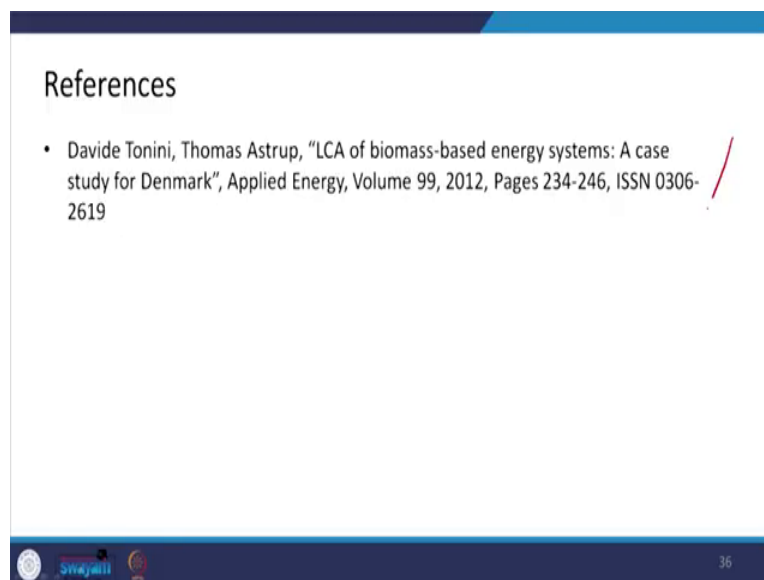 References
• Davide Tonini, Thomas Astrup, “LCA of biomass-based energy systems: A case
study for Denmark”, Applied Energy, Volume 99, 2012, Pages 234-246, ISSN 0306-
2619
swayam
36